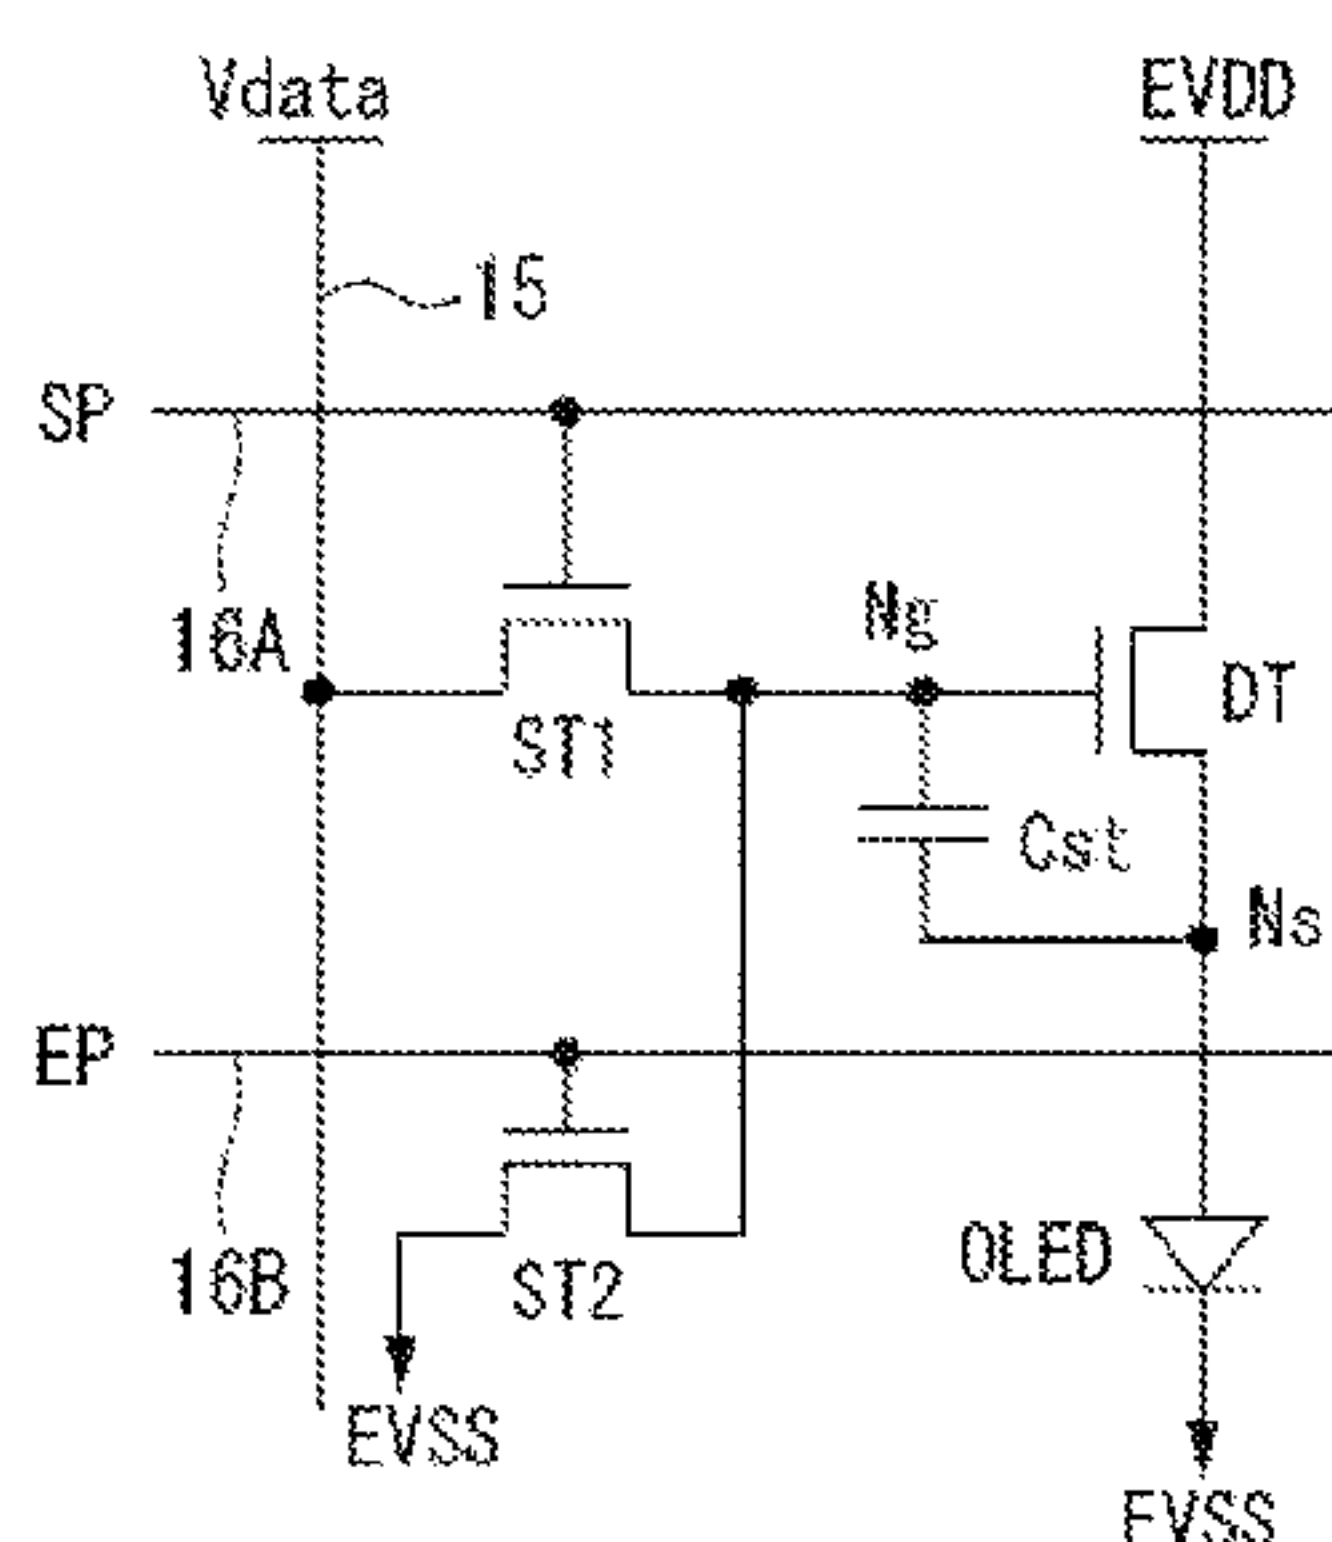 Vdata
EVDD
15
SP
16A
Ng
DT
ST1
Cst
Ns
EP
16B
ST2
OLED
EVSS
EVSS